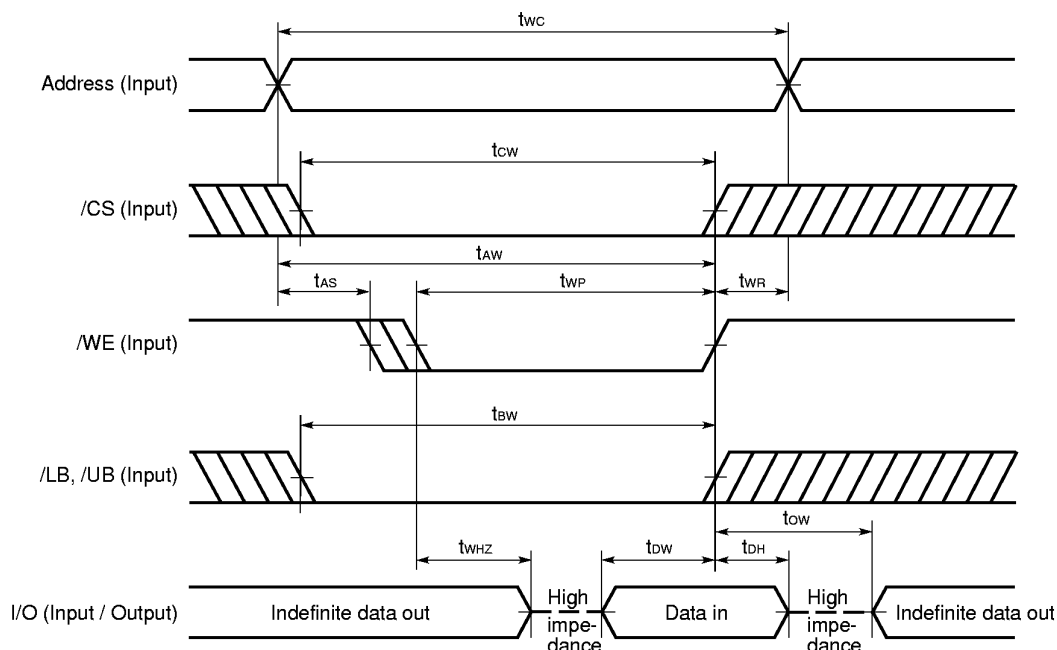 tWC
Address (Input)
tCW
/CS (Input)
tAW
tAS
tWP
tWR
/WE (Input)
tBW
/LB, /UB (Input)
tOW
tWHZ
tDW
tDH
I/O (Input / Output)
Indefinite data out
High
impe-
dance
Data in
High
impe-
dance
Indefinite data out